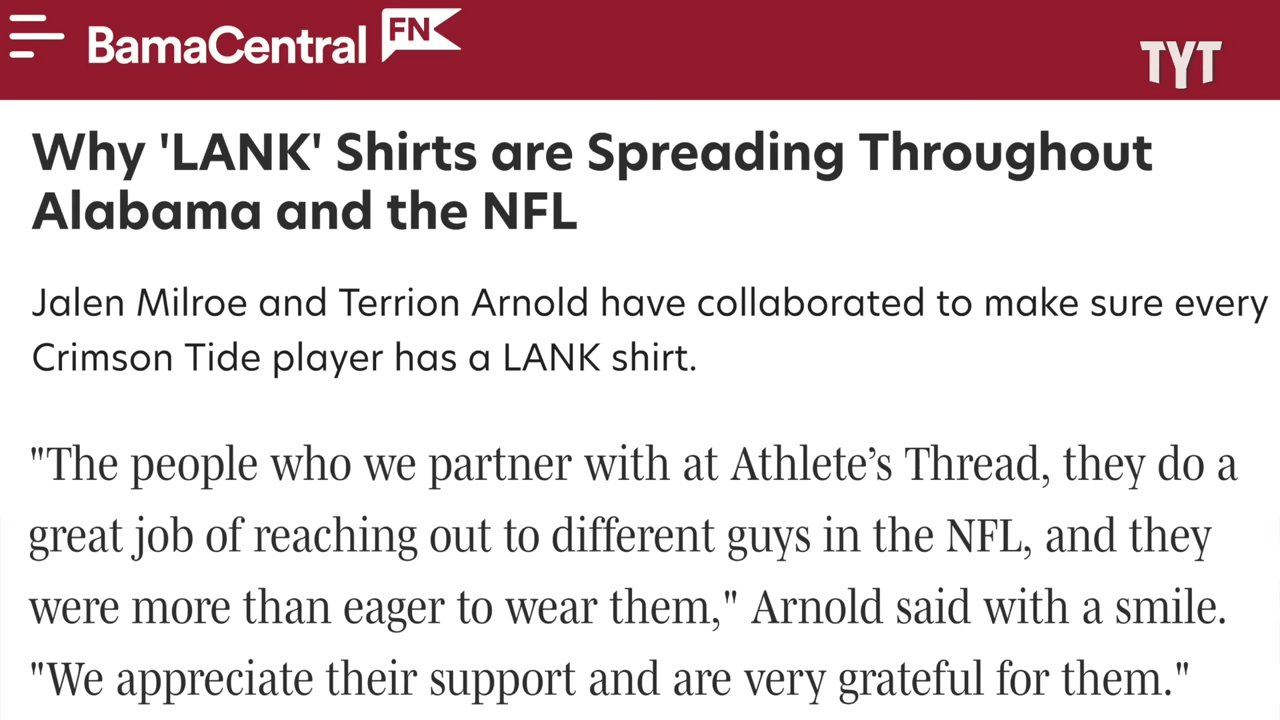 BamaCentral FN
TYT
Why 'LANK' Shirts are Spreading Throughout
Alabama and the NFL
Jalen Milroe and Terrion Arnold have collaborated to make sure every
Crimson Tide player has a LANK shirt.
"The people who we partner with at Athlete’s Thread, they do a
great job of reaching out to different guys in the NFL, and they
were more than eager to wear them," Arnold said with a smile.
"We appreciate their support and are very grateful for them."